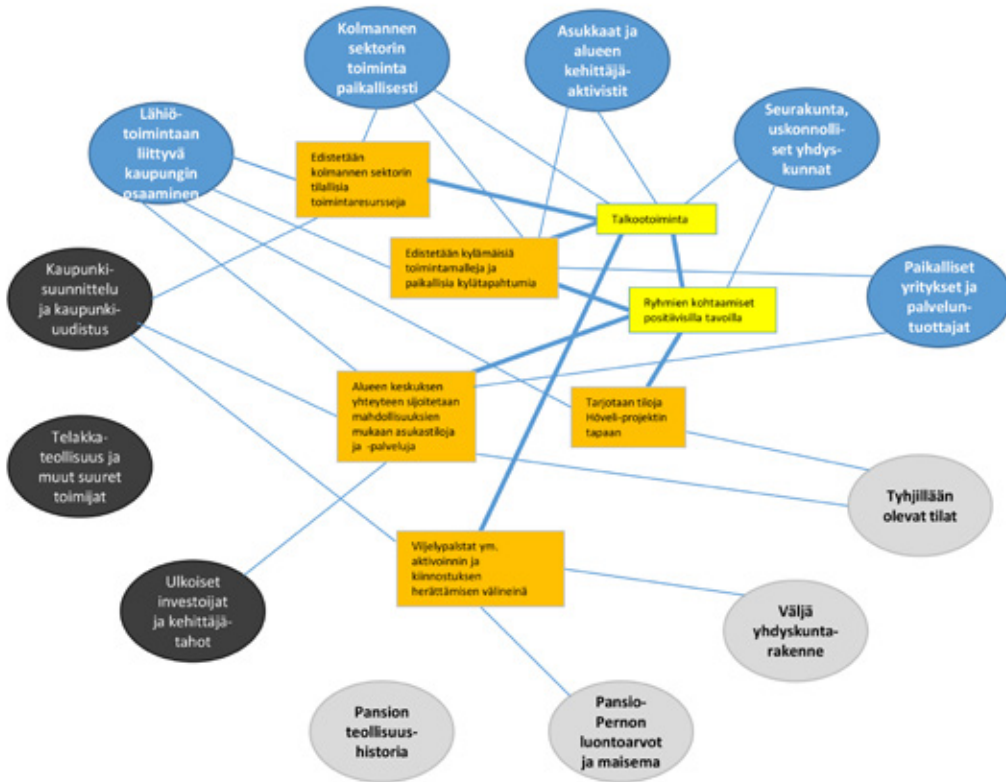 Kolmannen
sektorin
toiminta
paikallisesti
Asukkaat ja
alueen
kehittäjä-
aktivistit
Lähiö-
toimintaan
liittyvä
kaupungin
osaaminen
Seurakunta,
uskonnolli-
set yhdys-
kunnat
Edistetään
kolmannen sektorin
tilallisia
toimintaresursseja
Talkootoiminta
Edistetään kylämäisiä
toimintamalleja ja
paikallisia kylätapahtumia
Kaupunki-
suunnittelu
ja kaupunki-
uudistus
Ryhmien kohtaamiset
positiivisilla tavoilla
Paikalliset
yritykset ja
palvelun-
tuottajat
Alueen keskuksen
yhteyteen sijoitetaan
mahdollisuuksien
mukaan asukastiloja
ja -palveluja
Tarjotaan tiloja
Höveli-projektin
tapaan
Telakka-
teollisuus ja
muut suuret
toimijat
Tyhjillään
olevat tilat
Viljelypalstat ym.
aktivoinnin ja
kiinnostuksen
herättämisen välineinä
Ulkoiset
investoijat
ja kehittäjä-
tahot
Väljä
yhdyskunta-
rakenne
Pansion
teollisuus-
historia
Pansio-
Pernon
luontoarvot
ja maisema